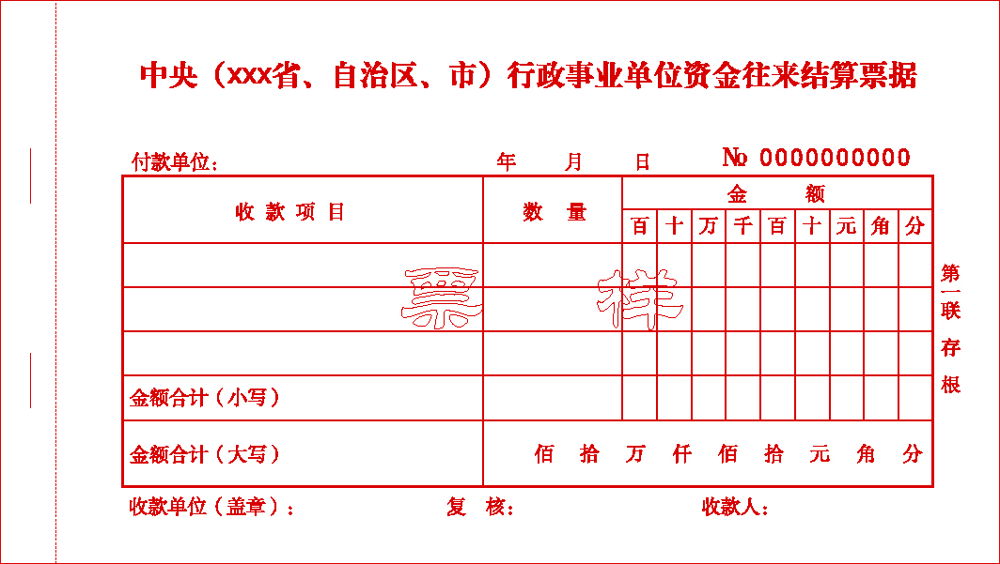 中央（xxx省、自治区、市）行政事业单位资金往来结算票据
付款单位： 年 月 日 № 0000000000
收款项目 数量 金额
百 十 万 千 百 十 元 角 分
票样
第一联 存根
金额合计（小写）
金额合计（大写） 佰 拾 万 仟 佰 拾 元 角 分
收款单位（盖章）： 复 核： 收款人：